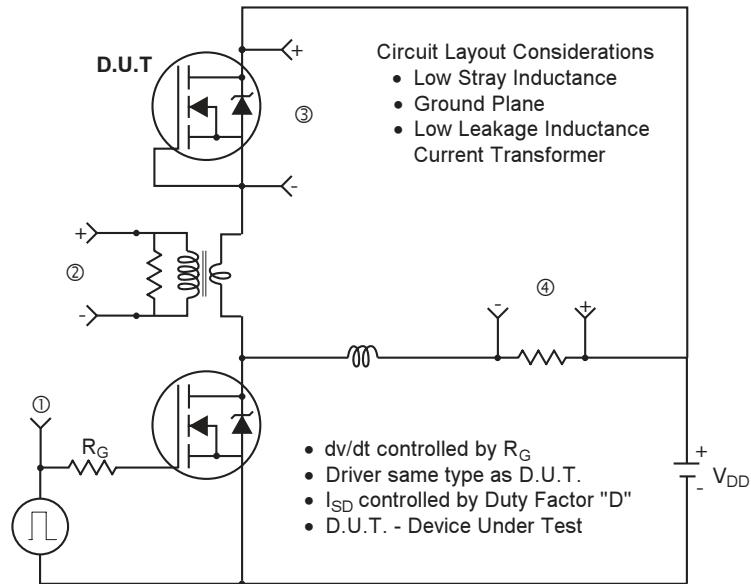 D.U.T
+
③
-
Circuit Layout Considerations
• Low Stray Inductance
• Ground Plane
• Low Leakage Inductance
Current Transformer
+
②
-
-
④
+
①
R_G
• dv/dt controlled by R_G
• Driver same type as D.U.T.
• I_SD controlled by Duty Factor "D"
• D.U.T. - Device Under Test
+
V_DD
-